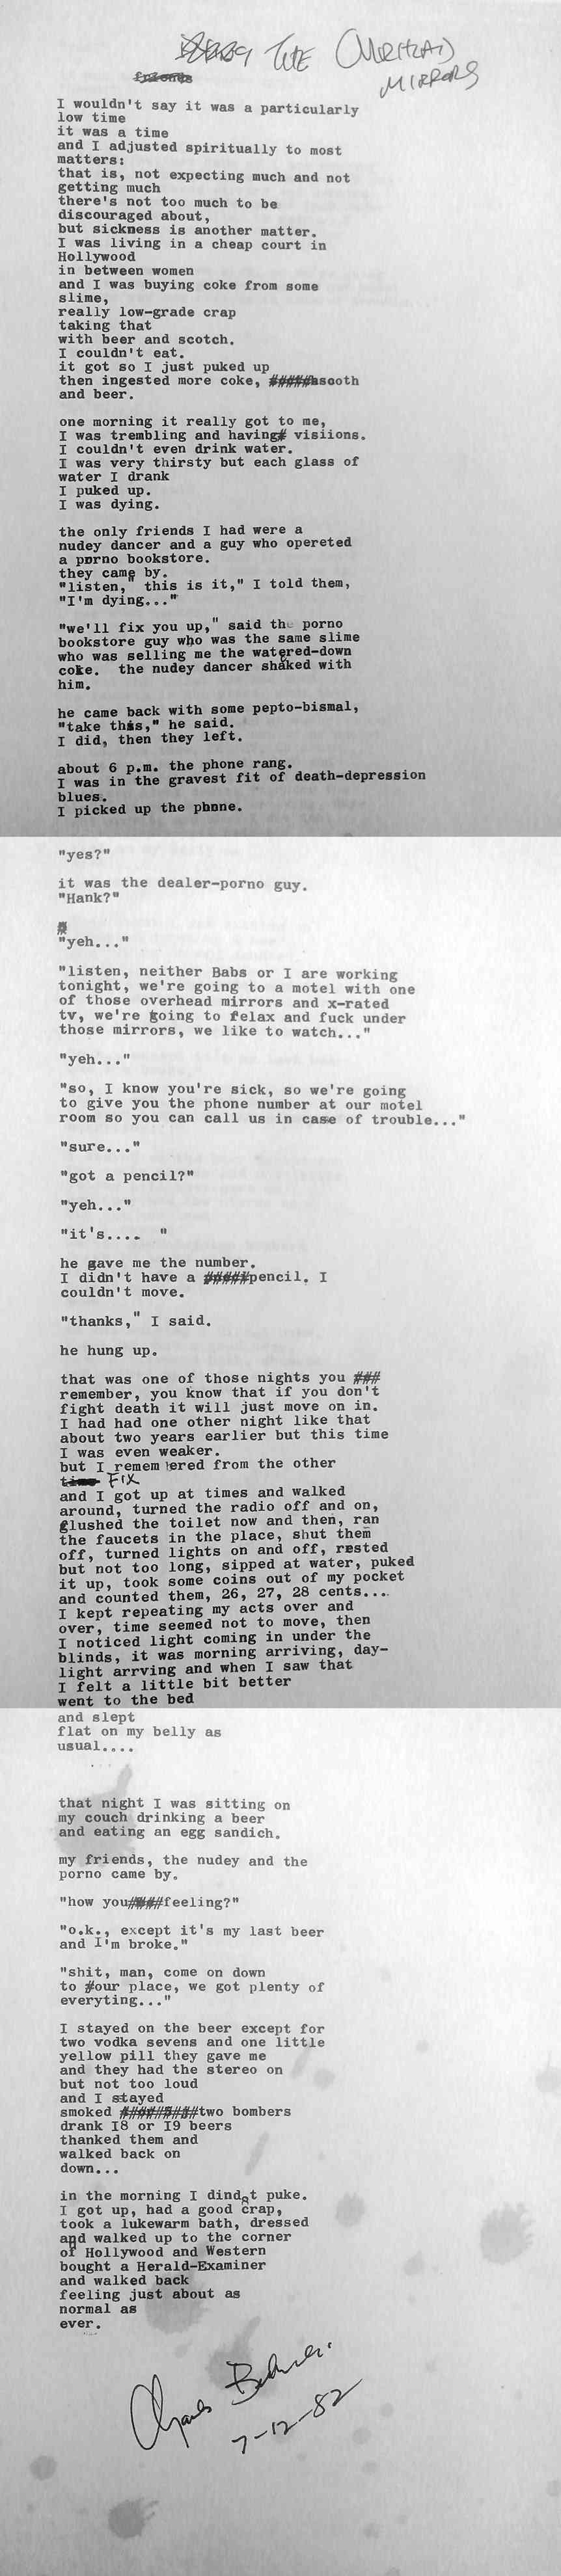 THE OVERHEAD
MIRRORS
I wouldn't say it was a particularly
low time
it was a time
and I adjusted spiritually to most
matters:
that is, not expecting much and not
getting much
there's not too much to be
discouraged about,
but sickness is another matter.
I was living in a cheap court in
Hollywood
in between women
and I was buying coke from some
slime,
really low-grade crap
taking that
with beer and scotch.
I couldn't eat.
it got so I just puked up
then ingested more coke, #####scoth
and beer.
one morning it really got to me,
I was trembling and having# visiions.
I couldn't even drink water.
I was very thirsty but each glass of
water I drank
I puked up.
I was dying.
the only friends I had were a
nudey dancer and a guy who opereted
a porno bookstore.
they came by.
"listen," this is it," I told them,
"I'm dying..."
"we'll fix you up," said the porno
bookstore guy who was the same slime
who was selling me the watered-down
coke.  the nudey dancer shaked with
him.
he came back with some pepto-bismal,
"take this," he said.
I did, then they left.
about 6 p.m. the phone rang.
I was in the gravest fit of death-depression
blues.
I picked up the phone.
"yes?"
it was the dealer-porno guy.
"Hank?"
#
"yeh..."
"listen, neither Babs or I are working
tonight, we're going to a motel with one
of those overhead mirrors and x-rated
tv, we're going to relax and fuck under
those mirrors, we like to watch..."
"yeh..."
"so, I know you're sick, so we're going
to give you the phone number at our motel
room so you can call us in case of trouble..."
"sure..."
"got a pencil?"
"yeh..."
"it's....  "
he gave me the number.
I didn't have a #####pencil. I
couldn't move.
"thanks," I said.
he hung up.
that was one of those nights you ###
remember, you know that if you don't
fight death it will just move on in.
I had had one other night like that
about two years earlier but this time
I was even weaker.
but I remem bered from the other
time FIX
and I got up at times and walked
around, turned the radio off and on,
flushed the toilet now and then, ran
the faucets in the place, shut them
off, turned lights on and off, rested
but not too long, sipped at water, puked
it up, took some coins out of my pocket
and counted them, 26, 27, 28 cents...
I kept repeating my acts over and
over, time seemed not to move, then
I noticed light coming in under the
blinds, it was morning arriving, day-
light arrving and when I saw that
I felt a little bit better
went to the bed
and slept
flat on my belly as
usual....
that night I was sitting on
my couch drinking a beer
and eating an egg sandich.
my friends, the nudey and the
porno came by.
"how you####feeling?"
"o.k., except it's my last beer
and I'm broke."
"shit, man, come on down
to #our place, we got plenty of
everyting..."
I stayed on the beer except for
two vodka sevens and one little
yellow pill they gave me
and they had the stereo on
but not too loud
and I stayed
smoked #########two bombers
drank I8 or I9 beers
thanked them and
walked back on
down...
in the morning I dind't puke.
I got up, had a good crap,
took a lukewarm bath, dressed
and walked up to the corner
of Hollywood and Western
bought a Herald-Examiner
and walked back
feeling just about as
normal as
ever.
Charles Bukowski
7-12-82